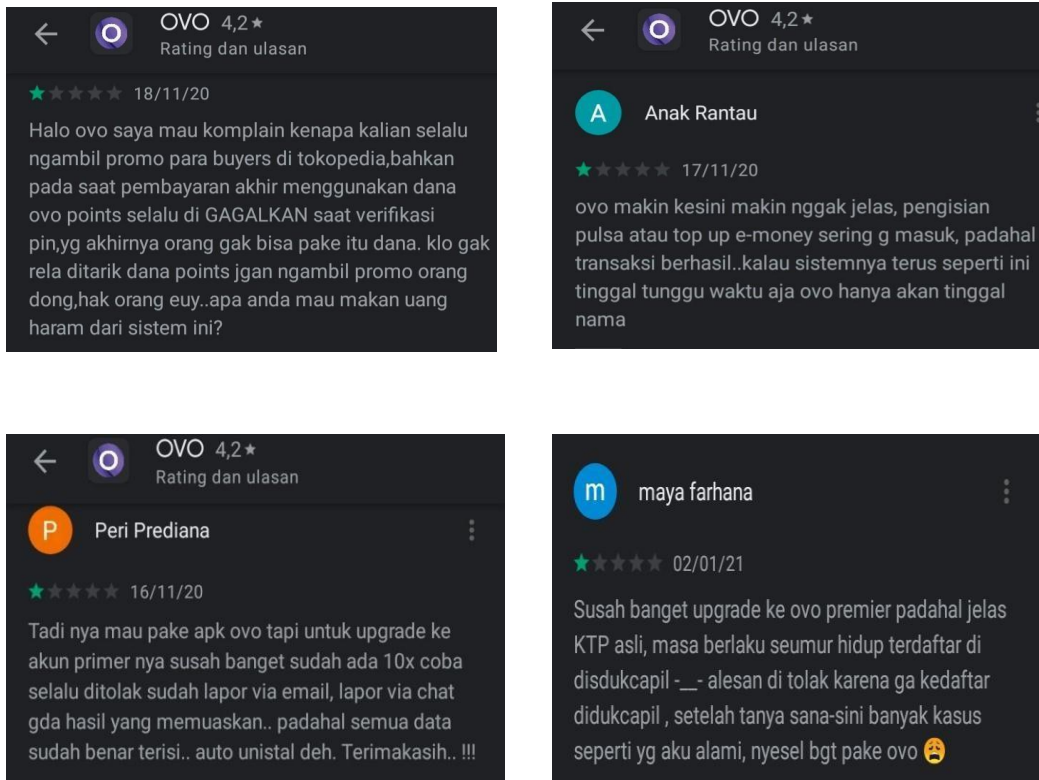 OVO 4,2★
Rating dan ulasan
18/11/20
Halo ovo saya mau komplain kenapa kalian selalu
ngambil promo para buyers di tokopedia,bahkan
pada saat pembayaran akhir menggunakan dana
ovo points selalu di GAGALKAN saat verifikasi
pin,yg akhirnya orang gak bisa pake itu dana. klo gak
rela ditarik dana points jgan ngambil promo orang
dong,hak orang euy..apa anda mau makan uang
haram dari sistem ini?
OVO 4,2★
Rating dan ulasan
A Anak Rantau
17/11/20
ovo makin kesini makin nggak jelas, pengisian
pulsa atau top up e-money sering g masuk, padahal
transaksi berhasil..kalau sistemnya terus seperti ini
tinggal tunggu waktu aja ovo hanya akan tinggal
nama
OVO 4,2★
Rating dan ulasan
P Peri Prediana
16/11/20
Tadi nya mau pake apk ovo tapi untuk upgrade ke
akun primer nya susah banget sudah ada 10x coba
selalu ditolak sudah lapor via email, lapor via chat
gda hasil yang memuaskan.. padahal semua data
sudah benar terisi.. auto unistal deh. Terimakasih.. !!!
m maya farhana
02/01/21
Susah banget upgrade ke ovo premier padahal jelas
KTP asli, masa berlaku seumur hidup terdaftar di
disdukcapil -__- alesan di tolak karena ga kedaftar
didukcapil , setelah tanya sana-sini banyak kasus
seperti yg aku alami, nyesel bgt pake ovo 😩